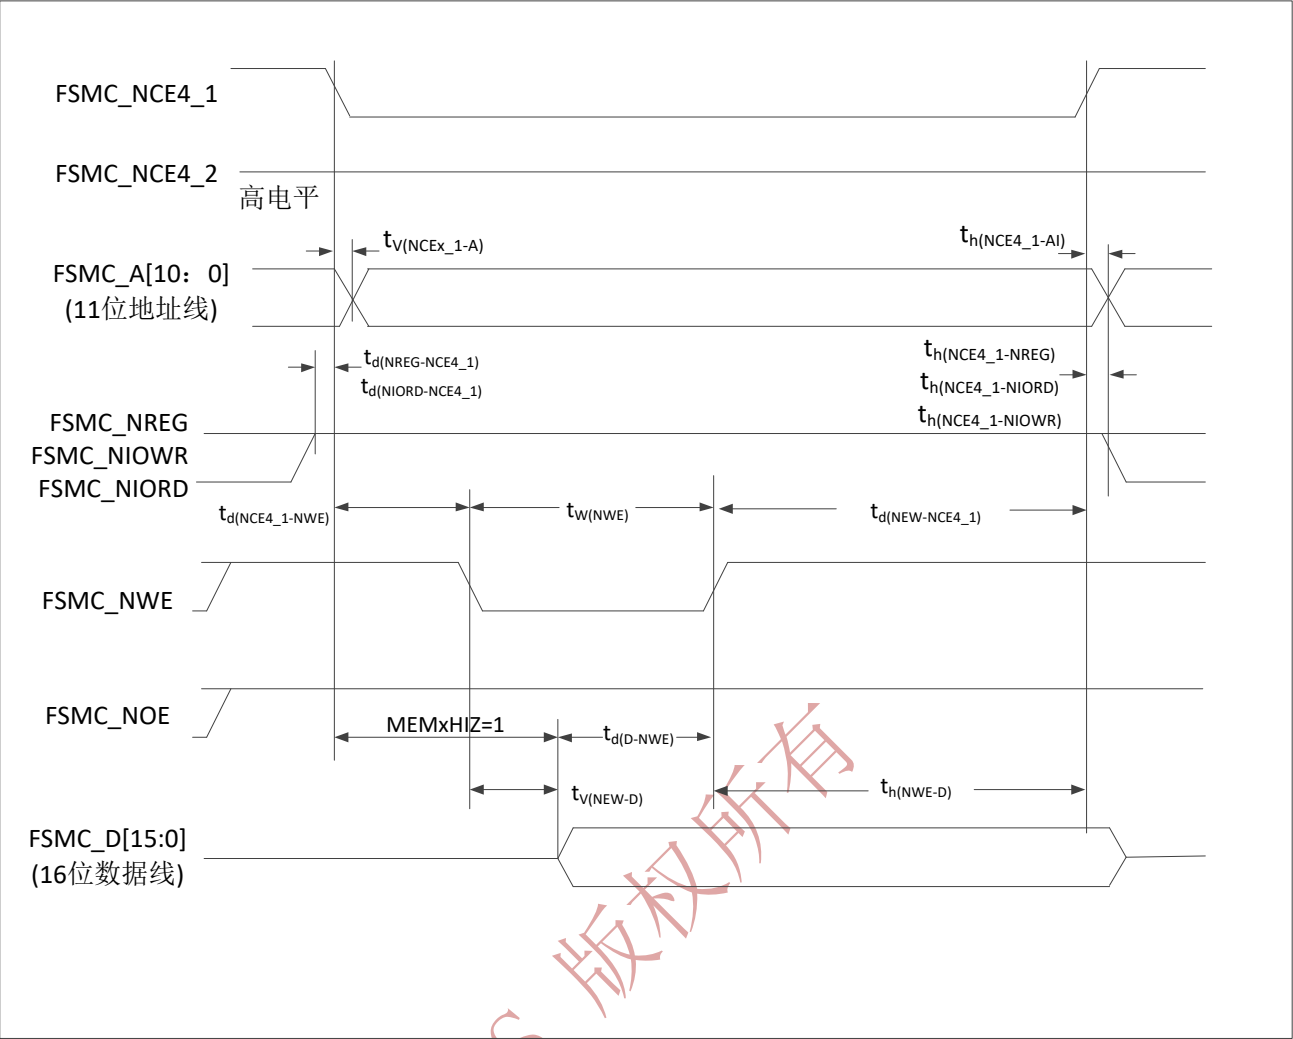 FSMC_NCE4_1
FSMC_NCE4_2
高电平
tV(NCEx_1-A)
th(NCE4_1-AI)
FSMC_A[10：0]
(11位地址线)
td(NREG-NCE4_1)
td(NIORD-NCE4_1)
th(NCE4_1-NREG)
th(NCE4_1-NIORD)
th(NCE4_1-NIOWR)
FSMC_NREG
FSMC_NIOWR
FSMC_NIORD
td(NCE4_1-NWE)
tW(NWE)
td(NEW-NCE4_1)
FSMC_NWE
FSMC_NOE
MEMxHIZ=1
td(D-NWE)
tV(NEW-D)
th(NWE-D)
FSMC_D[15:0]
(16位数据线)
S 版权所有